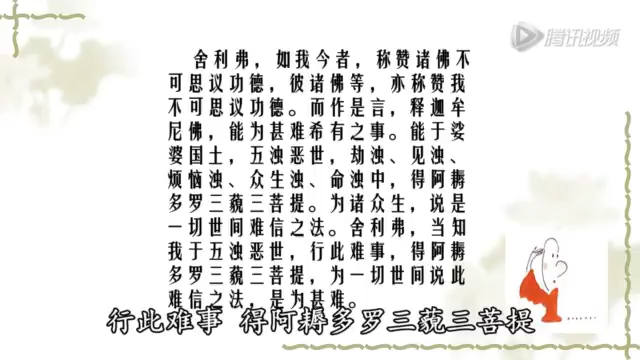 腾讯视频
舍利弗，如我今者，称赞诸佛不
可思议功德，彼诸佛等，亦称赞我
不可思议功德。而作是言，释迦牟
尼佛，能为甚难希有之事。能于娑
婆国土，五浊恶世，劫浊、见浊、
烦恼浊、众生浊、命浊中，得阿耨
多罗三藐三菩提。为诸众生，说是
一切世间难信之法。舍利弗，当知
我于五浊恶世，行此难事，得阿耨
多罗三藐三菩提，为一切世间说此
难信之法，是为甚难。
行此难事 得阿耨多罗三藐三菩提